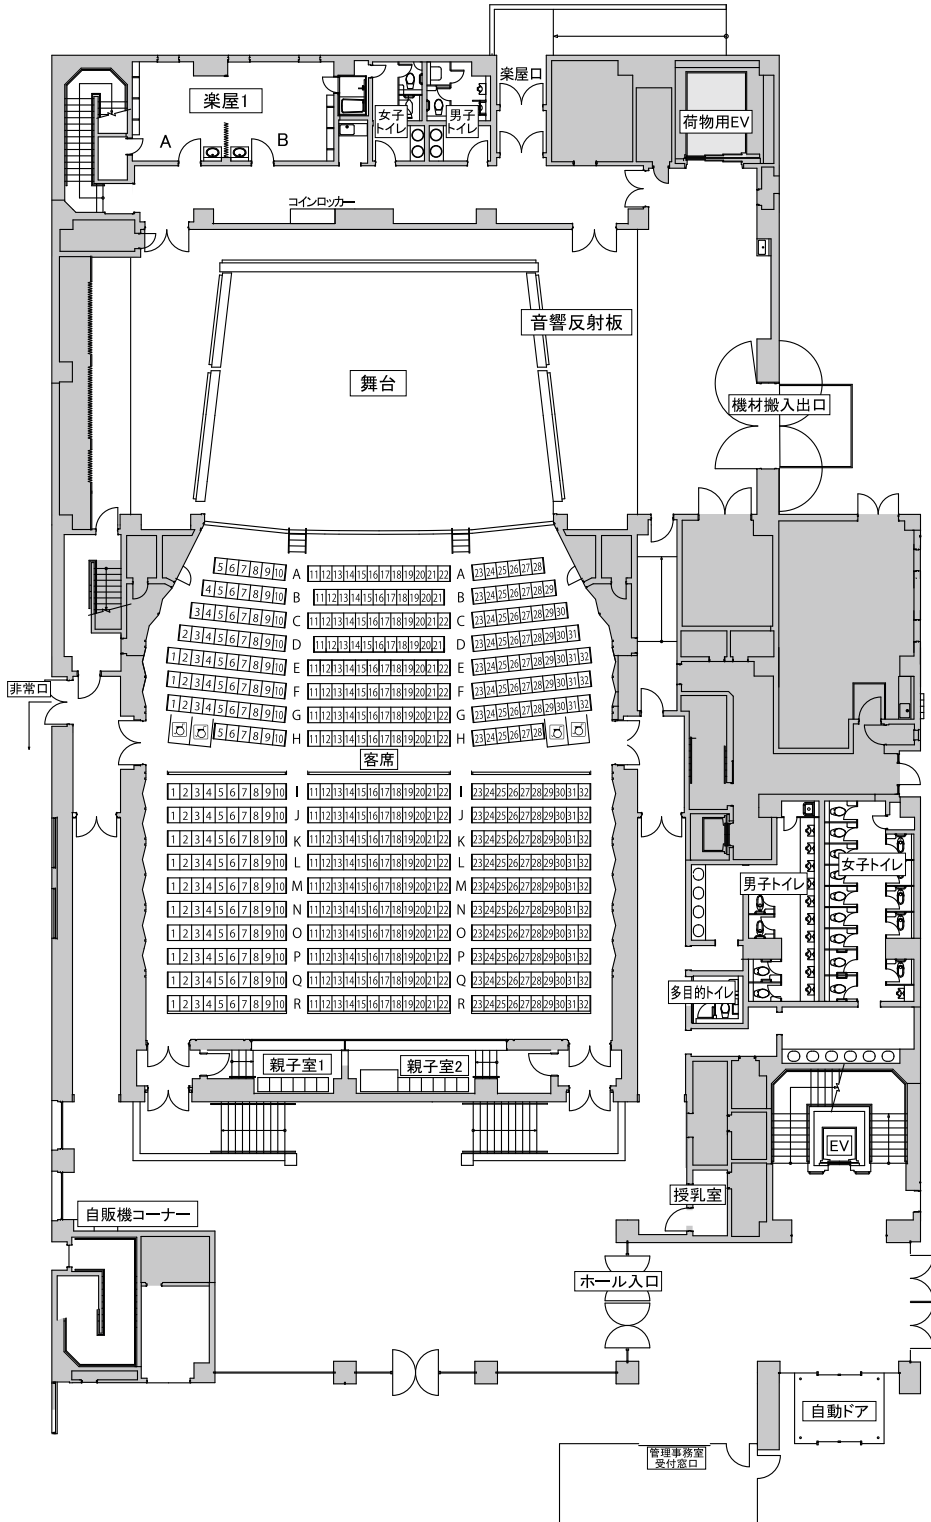 楽屋口
楽屋1
A
B
女子
トイレ
男子
トイレ
荷物用EV
コインロッカー
音響反射板
舞台
機材搬入出口
5 6 7 8 9 10 A 11 12 13 14 15 16 17 18 19 20 21 22 A 23 24 25 26 27 28
4 5 6 7 8 9 10 B 11 12 13 14 15 16 17 18 19 20 21 B 23 24 25 26 27 28 29
3 4 5 6 7 8 9 10 C 11 12 13 14 15 16 17 18 19 20 21 22 C 23 24 25 26 27 28 29 30
2 3 4 5 6 7 8 9 10 D 11 12 13 14 15 16 17 18 19 20 21 D 23 24 25 26 27 28 29 30 31
1 2 3 4 5 6 7 8 9 10 E 11 12 13 14 15 16 17 18 19 20 21 22 E 23 24 25 26 27 28 29 30 31 32
1 2 3 4 5 6 7 8 9 10 F 11 12 13 14 15 16 17 18 19 20 21 22 F 23 24 25 26 27 28 29 30 31 32
1 2 3 4 5 6 7 8 9 10 G 11 12 13 14 15 16 17 18 19 20 21 22 G 23 24 25 26 27 28 29 30 31 32
5 6 7 8 9 10 H 11 12 13 14 15 16 17 18 19 20 21 22 H 23 24 25 26 27 28
非常口
客席
1 2 3 4 5 6 7 8 9 10 I 11 12 13 14 15 16 17 18 19 20 21 22 I 23 24 25 26 27 28 29 30 31 32
1 2 3 4 5 6 7 8 9 10 J 11 12 13 14 15 16 17 18 19 20 21 22 J 23 24 25 26 27 28 29 30 31 32
1 2 3 4 5 6 7 8 9 10 K 11 12 13 14 15 16 17 18 19 20 21 22 K 23 24 25 26 27 28 29 30 31 32
1 2 3 4 5 6 7 8 9 10 L 11 12 13 14 15 16 17 18 19 20 21 22 L 23 24 25 26 27 28 29 30 31 32
1 2 3 4 5 6 7 8 9 10 M 11 12 13 14 15 16 17 18 19 20 21 22 M 23 24 25 26 27 28 29 30 31 32
1 2 3 4 5 6 7 8 9 10 N 11 12 13 14 15 16 17 18 19 20 21 22 N 23 24 25 26 27 28 29 30 31 32
1 2 3 4 5 6 7 8 9 10 O 11 12 13 14 15 16 17 18 19 20 21 22 O 23 24 25 26 27 28 29 30 31 32
1 2 3 4 5 6 7 8 9 10 P 11 12 13 14 15 16 17 18 19 20 21 22 P 23 24 25 26 27 28 29 30 31 32
1 2 3 4 5 6 7 8 9 10 Q 11 12 13 14 15 16 17 18 19 20 21 22 Q 23 24 25 26 27 28 29 30 31 32
1 2 3 4 5 6 7 8 9 10 R 11 12 13 14 15 16 17 18 19 20 21 22 R 23 24 25 26 27 28 29 30 31 32
男子トイレ
女子トイレ
多目的トイレ
親子室1
親子室2
EV
授乳室
自販機コーナー
ホール入口
自動ドア
管理事務室
受付窓口